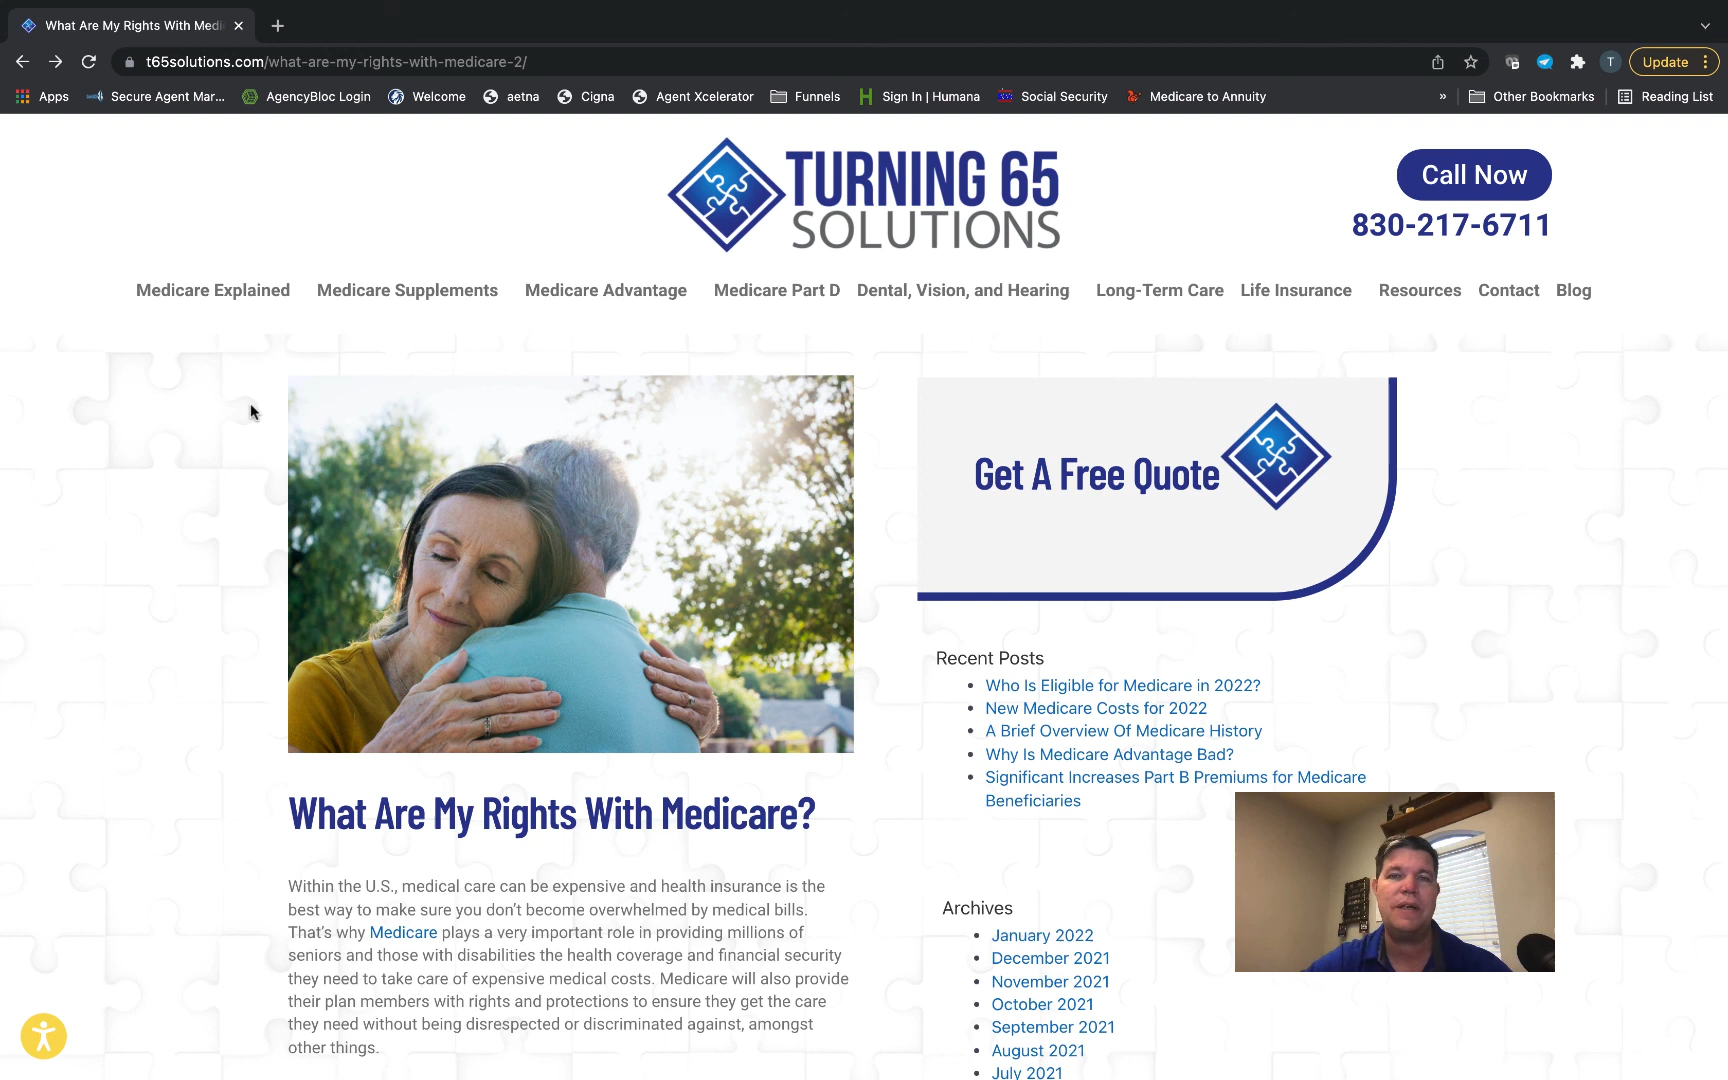 What Are My Rights With Medi
t65solutions.com/what-are-my-rights-with-medicare-2/
T
Update
Apps
Secure Agent Mar...
AgencyBloc Login
Welcome
aetna
Cigna
Agent Xcelerator
Funnels
Sign In | Humana
Social Security
Medicare to Annuity
»
Other Bookmarks
Reading List
TURNING 65
SOLUTIONS
Call Now
830-217-6711
Medicare Explained
Medicare Supplements
Medicare Advantage
Medicare Part D
Dental, Vision, and Hearing
Long-Term Care
Life Insurance
Resources
Contact
Blog
Get A Free Quote
Recent Posts
• Who Is Eligible for Medicare in 2022?
• New Medicare Costs for 2022
• A Brief Overview Of Medicare History
• Why Is Medicare Advantage Bad?
• Significant Increases Part B Premiums for Medicare
Beneficiaries
What Are My Rights With Medicare?
Within the U.S., medical care can be expensive and health insurance is the
best way to make sure you don’t become overwhelmed by medical bills.
That’s why Medicare plays a very important role in providing millions of
seniors and those with disabilities the health coverage and financial security
they need to take care of expensive medical costs. Medicare will also provide
their plan members with rights and protections to ensure they get the care
they need without being disrespected or discriminated against, amongst
other things.
Archives
• January 2022
• December 2021
• November 2021
• October 2021
• September 2021
• August 2021
• July 2021